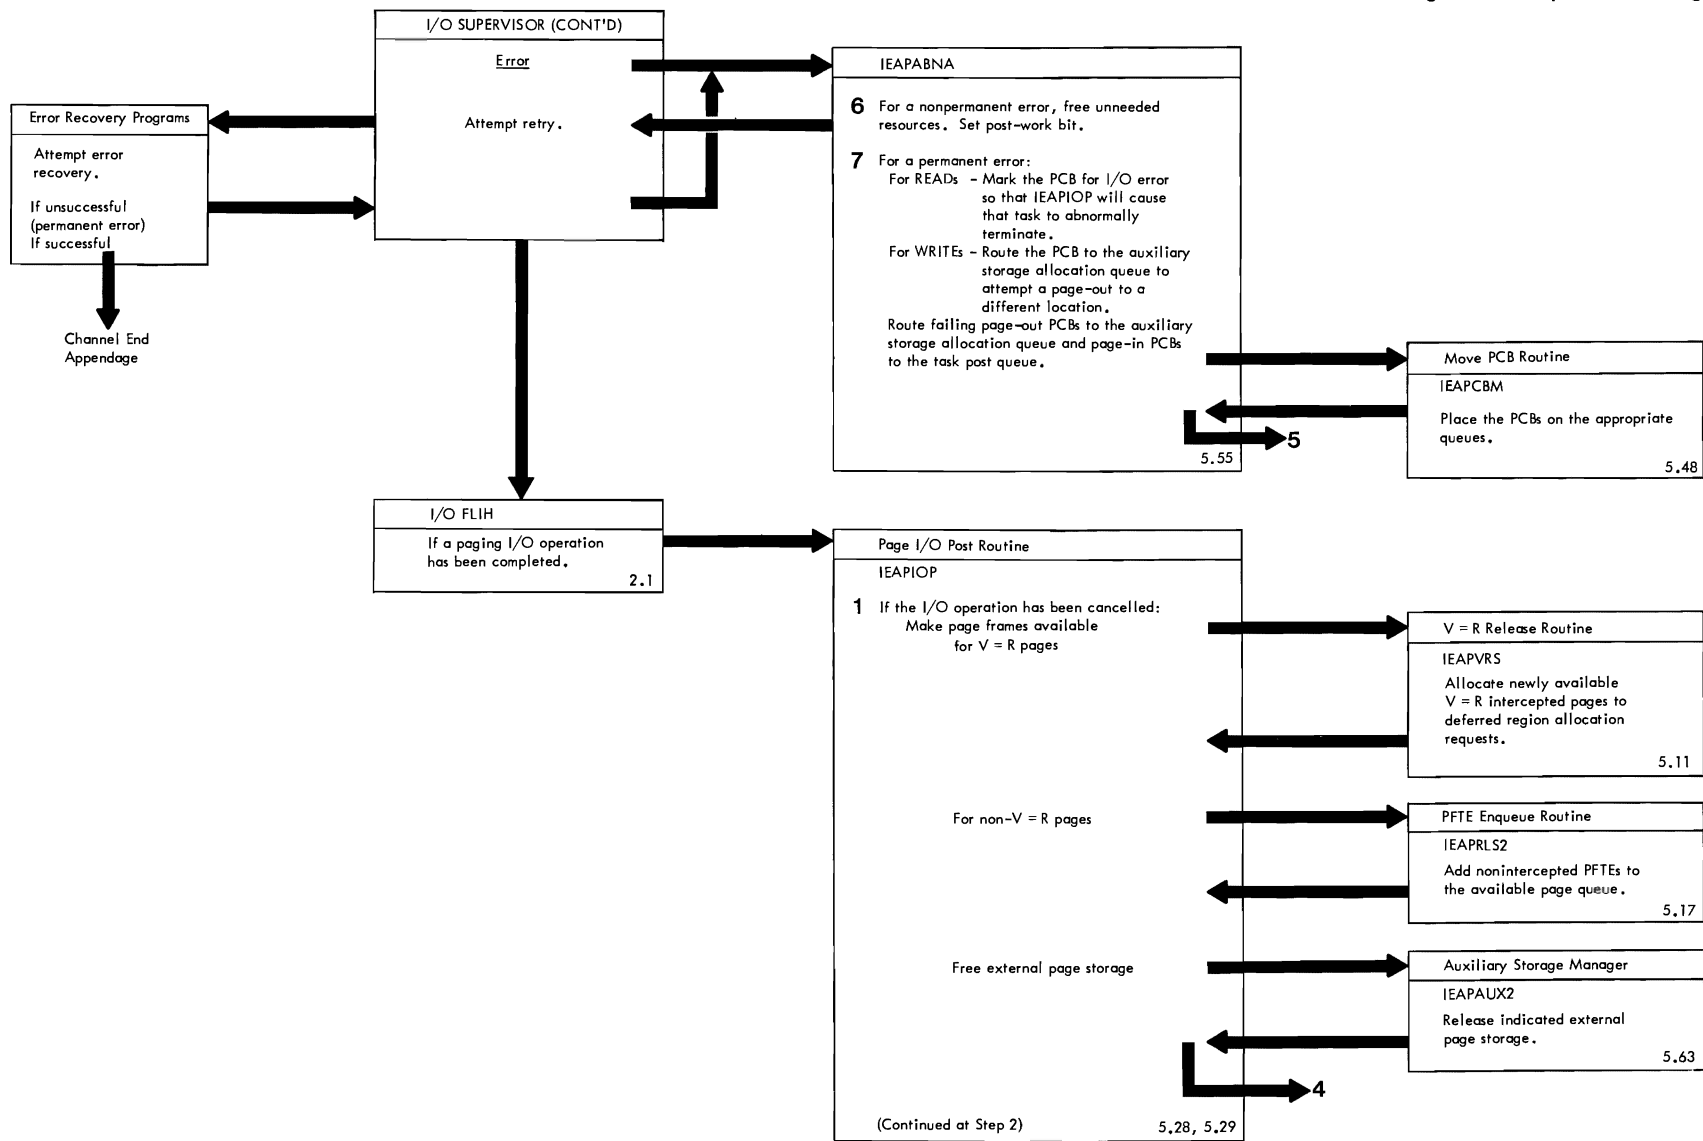 I/O SUPERVISOR (CONT'D)
Error
Attempt retry.
Error Recovery Programs
Attempt error
recovery.
If unsuccessful
(permanent error)
If successful
Channel End
Appendage
IEAPABNA
6 For a nonpermanent error, free unneeded
resources. Set post-work bit.
7 For a permanent error:
For READs - Mark the PCB for I/O error
so that IEAPIOP will cause
that task to abnormally
terminate.
For WRITEs - Route the PCB to the auxiliary
storage allocation queue to
attempt a page-out to a
different location.
Route failing page-out PCBs to the auxiliary
storage allocation queue and page-in PCBs
to the task post queue.
5
5.55
Move PCB Routine
IEAPCBM
Place the PCBs on the appropriate
queues.
5.48
I/O FLIH
If a paging I/O operation
has been completed.
2.1
Page I/O Post Routine
IEAPIOP
1 If the I/O operation has been cancelled:
Make page frames available
for V = R pages
V = R Release Routine
IEAPVRS
Allocate newly available
V = R intercepted pages to
deferred region allocation
requests.
5.11
For non-V = R pages
PFTE Enqueue Routine
IEAPRLS2
Add nonintercepted PFTEs to
the available page queue.
5.17
Free external page storage
Auxiliary Storage Manager
IEAPAUX2
Release indicated external
page storage.
5.63
4
(Continued at Step 2)
5.28, 5.29